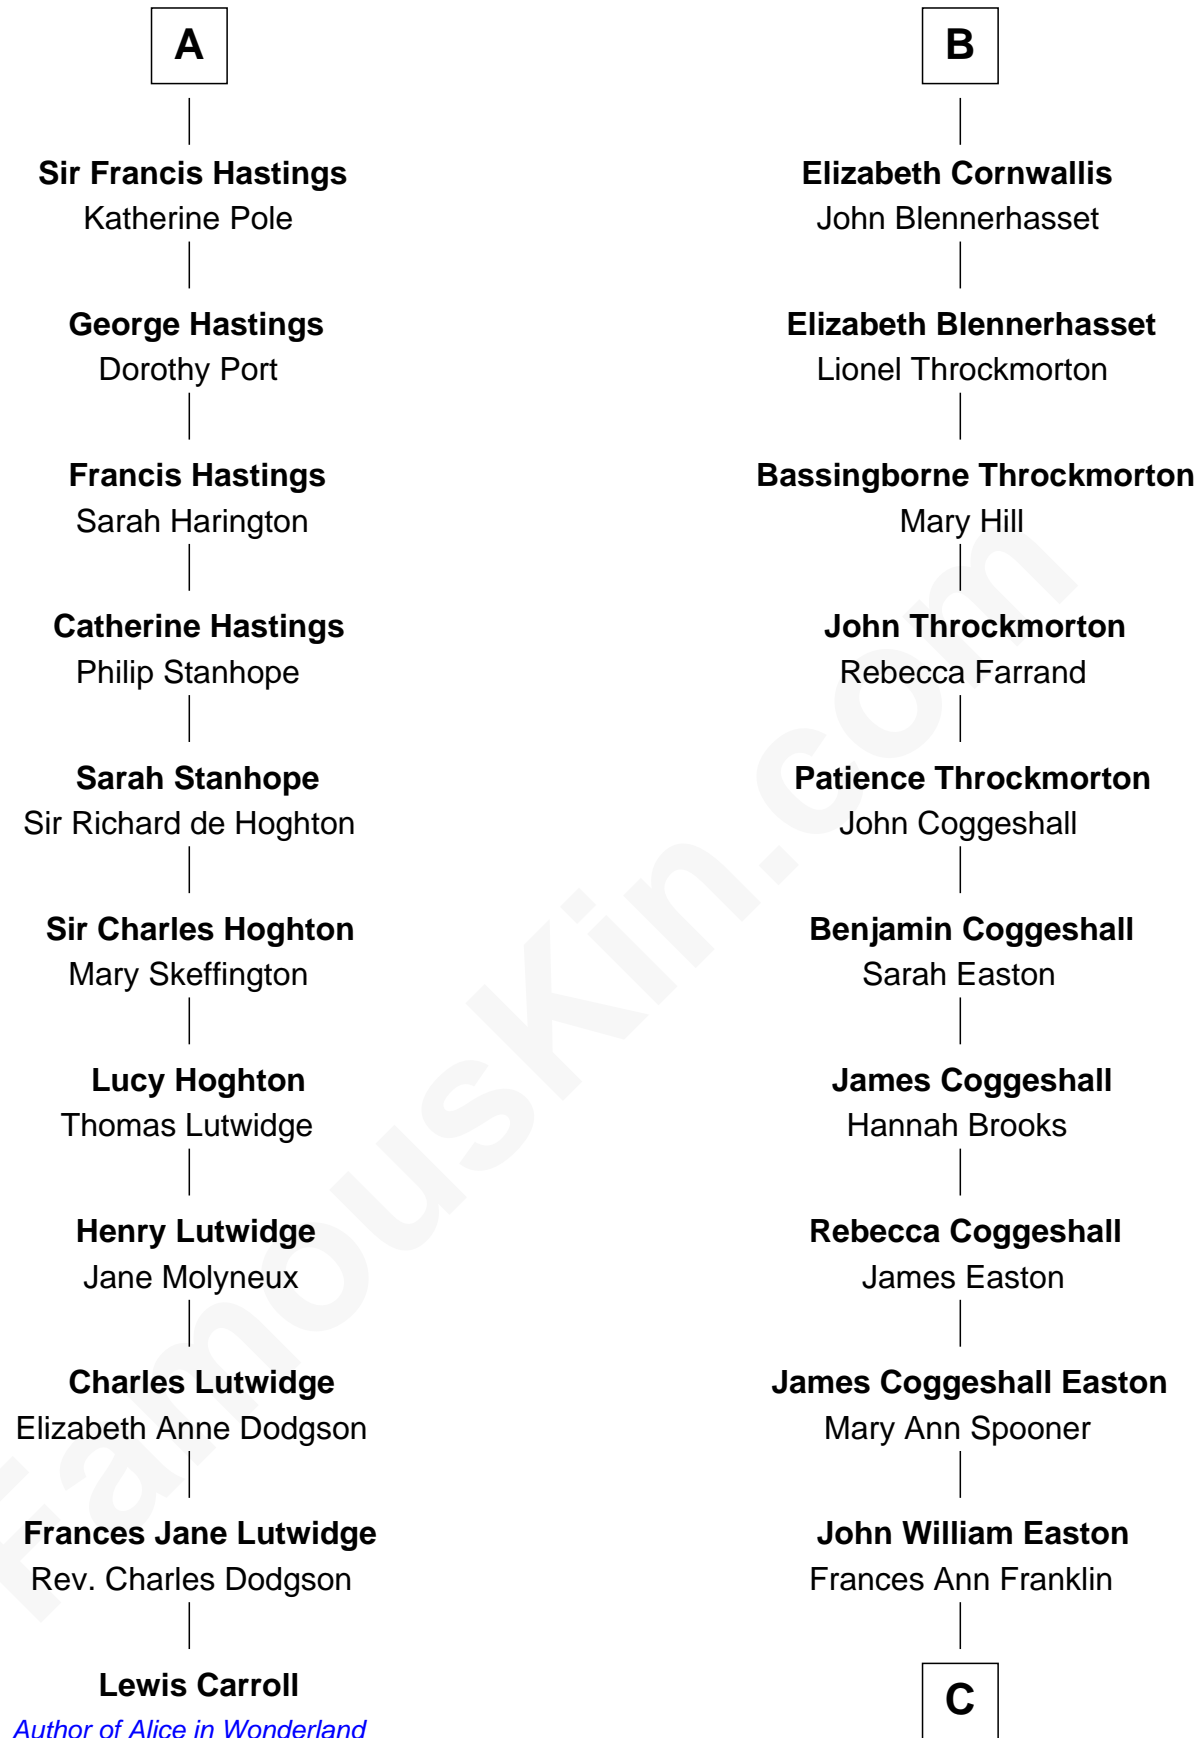 A
Sir Francis Hastings
Katherine Pole
George Hastings
Dorothy Port
Francis Hastings
Sarah Harington
Catherine Hastings
Philip Stanhope
Sarah Stanhope
Sir Richard de Hoghton
Sir Charles Hoghton
Mary Skeffington
Lucy Hoghton
Thomas Lutwidge
Henry Lutwidge
Jane Molyneux
Charles Lutwidge
Elizabeth Anne Dodgson
Frances Jane Lutwidge
Rev. Charles Dodgson
Lewis Carroll
Author of Alice in Wonderland
B
Elizabeth Cornwallis
John Blennerhasset
Elizabeth Blennerhasset
Lionel Throckmorton
Bassingborne Throckmorton
Mary Hill
John Throckmorton
Rebecca Farrand
Patience Throckmorton
John Coggeshall
Benjamin Coggeshall
Sarah Easton
James Coggeshall
Hannah Brooks
Rebecca Coggeshall
James Easton
James Coggeshall Easton
Mary Ann Spooner
John William Easton
Frances Ann Franklin
C
FamousKin.com